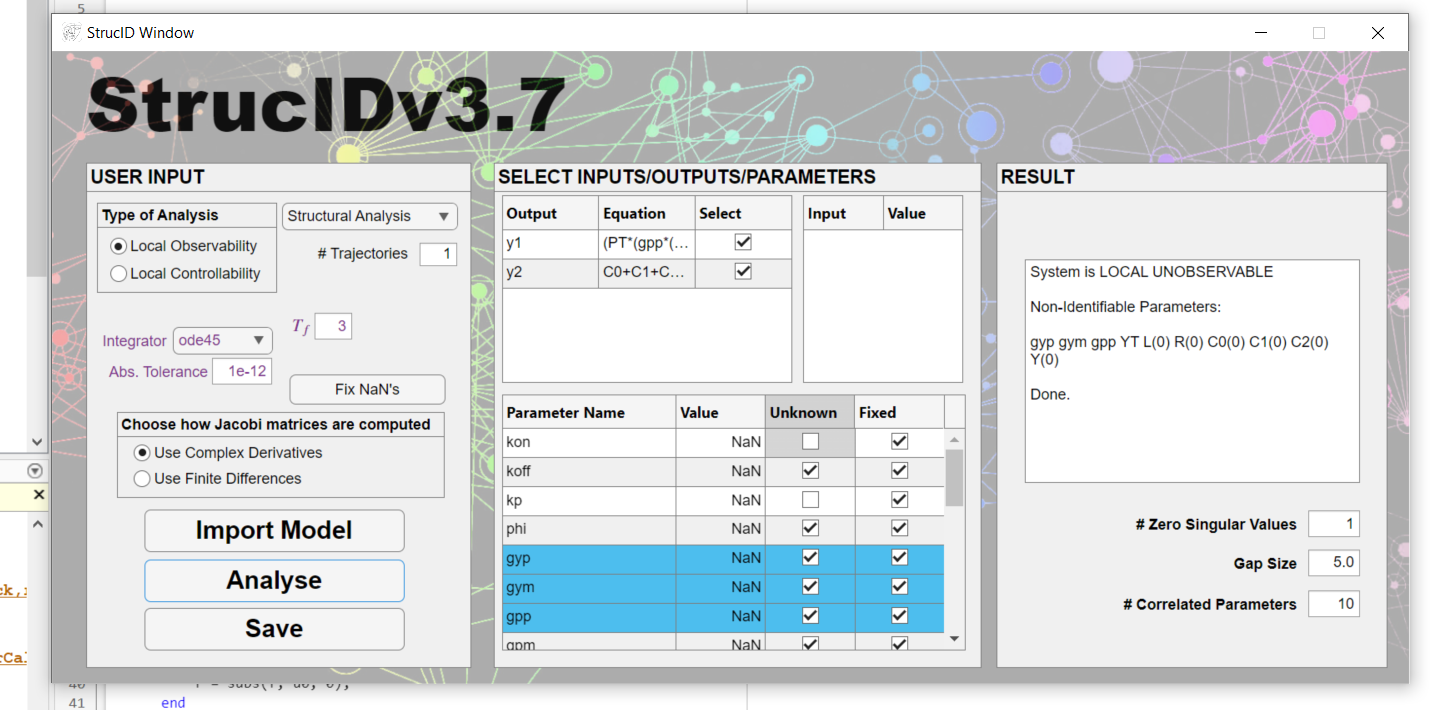 5
StrucID Window
StrucIDv3.7
USER INPUT
Type of Analysis
Local Observability
Local Controllability
Structural Analysis
# Trajectories 1
Integrator ode45
Tf 3
Abs. Tolerance 1e-12
Fix NaN's
Choose how Jacobi matrices are computed
Use Complex Derivatives
Use Finite Differences
Import Model
Analyse
Save
SELECT INPUTS/OUTPUTS/PARAMETERS
Output Equation Select
y1 (PT*(gpp*(...
y2 C0+C1+C...
Input Value
Parameter Name Value Unknown Fixed
kon NaN
koff NaN
kp NaN
phi NaN
gyp NaN
gym NaN
gpp NaN
gpm NaN
RESULT
System is LOCAL UNOBSERVABLE
Non-Identifiable Parameters:
gyp gym gpp YT L(0) R(0) C0(0) C1(0) C2(0)
Y(0)
Done.
# Zero Singular Values 1
Gap Size 5.0
# Correlated Parameters 10
40
41 end